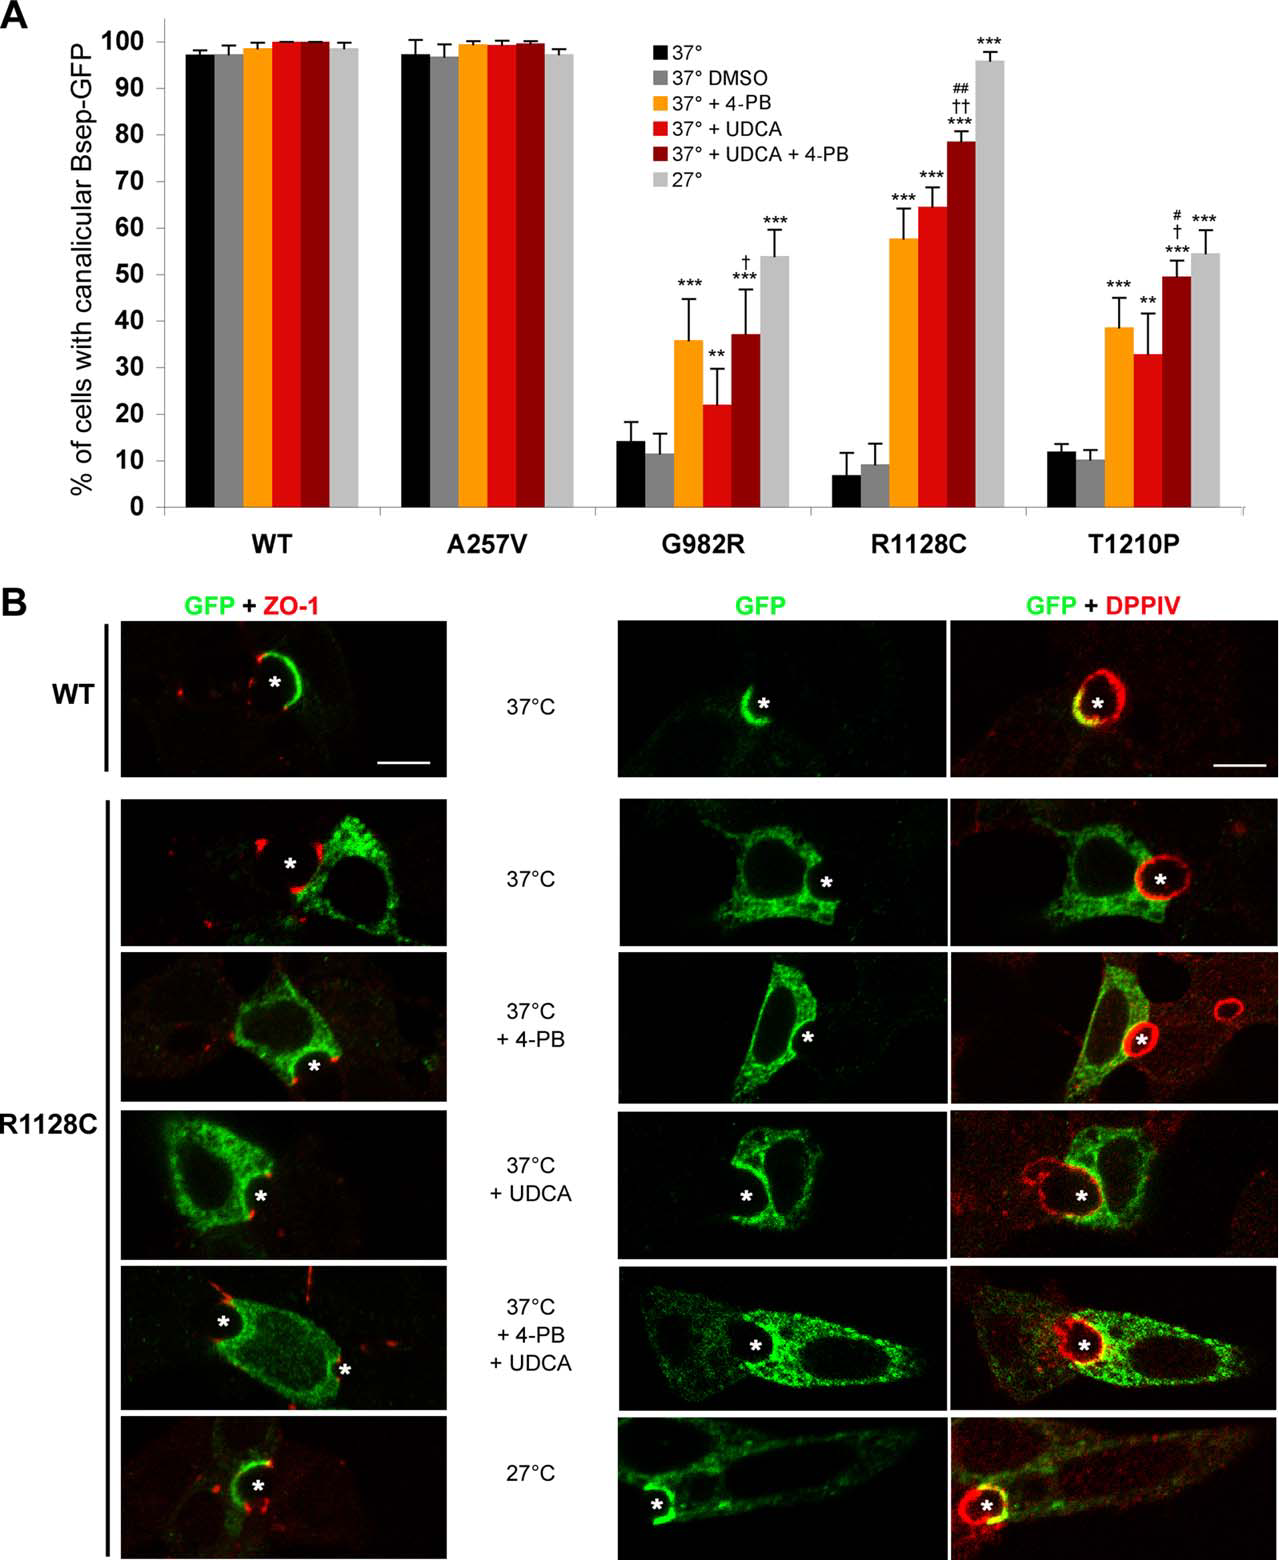 A
% of cells with canalicular Bsep-GFP
100
90
80
70
60
50
40
30
20
10
0
37°
37° DMSO
37° + 4-PB
37° + UDCA
37° + UDCA + 4-PB
27°
***
**
†
***
***
***
***
##
††
***
***
***
**
#
†
***
***
WT
A257V
G982R
R1128C
T1210P
B
GFP + ZO-1
GFP
GFP + DPPIV
WT
37°C
*
*
*
R1128C
37°C
*
*
*
37°C
+ 4-PB
*
*
*
37°C
+ UDCA
*
*
*
37°C
+ 4-PB
+ UDCA
*
*
*
*
27°C
*
*
*